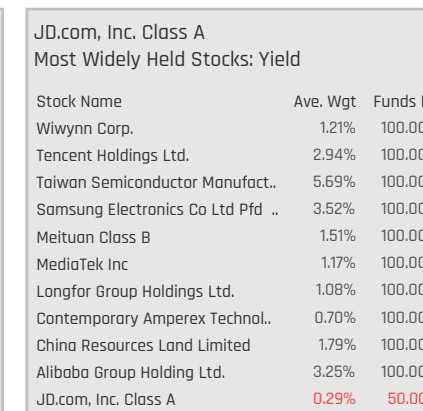 JD.com, Inc. Class A
Most Widely Held Stocks: Yield
Stock Name Ave. Wgt Funds
Wiwynn Corp. 1.21% 100.00
Tencent Holdings Ltd. 2.94% 100.00
Taiwan Semiconductor Manufact.. 5.69% 100.00
Samsung Electronics Co Ltd Pfd .. 3.52% 100.00
Meituan Class B 1.51% 100.00
MediaTek Inc 1.17% 100.00
Longfor Group Holdings Ltd. 1.08% 100.00
Contemporary Amperex Technol.. 0.70% 100.00
China Resources Land Limited 1.79% 100.00
Alibaba Group Holding Ltd. 3.25% 100.00
JD.com, Inc. Class A 0.29% 50.00